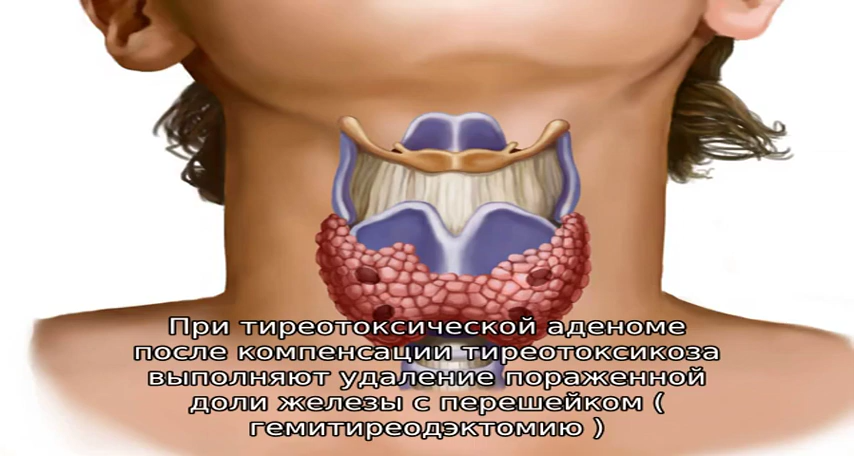 При тиреотоксической аденоме
после компенсации тиреотоксикоза
выполняют удаление пораженной
доли железы с перешейком (
гемитиреодэктомию )